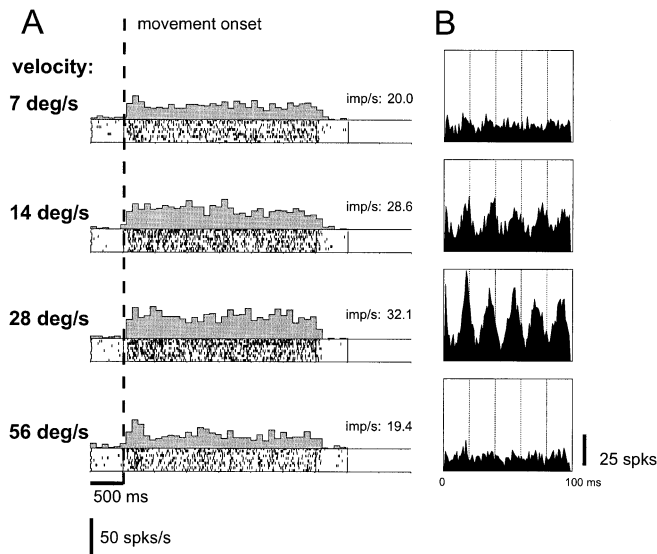 A
movement onset
B
velocity:
7 deg/s
imp/s: 20.0
14 deg/s
imp/s: 28.6
28 deg/s
imp/s: 32.1
56 deg/s
imp/s: 19.4
25 spks
0
100 ms
500 ms
50 spks/s